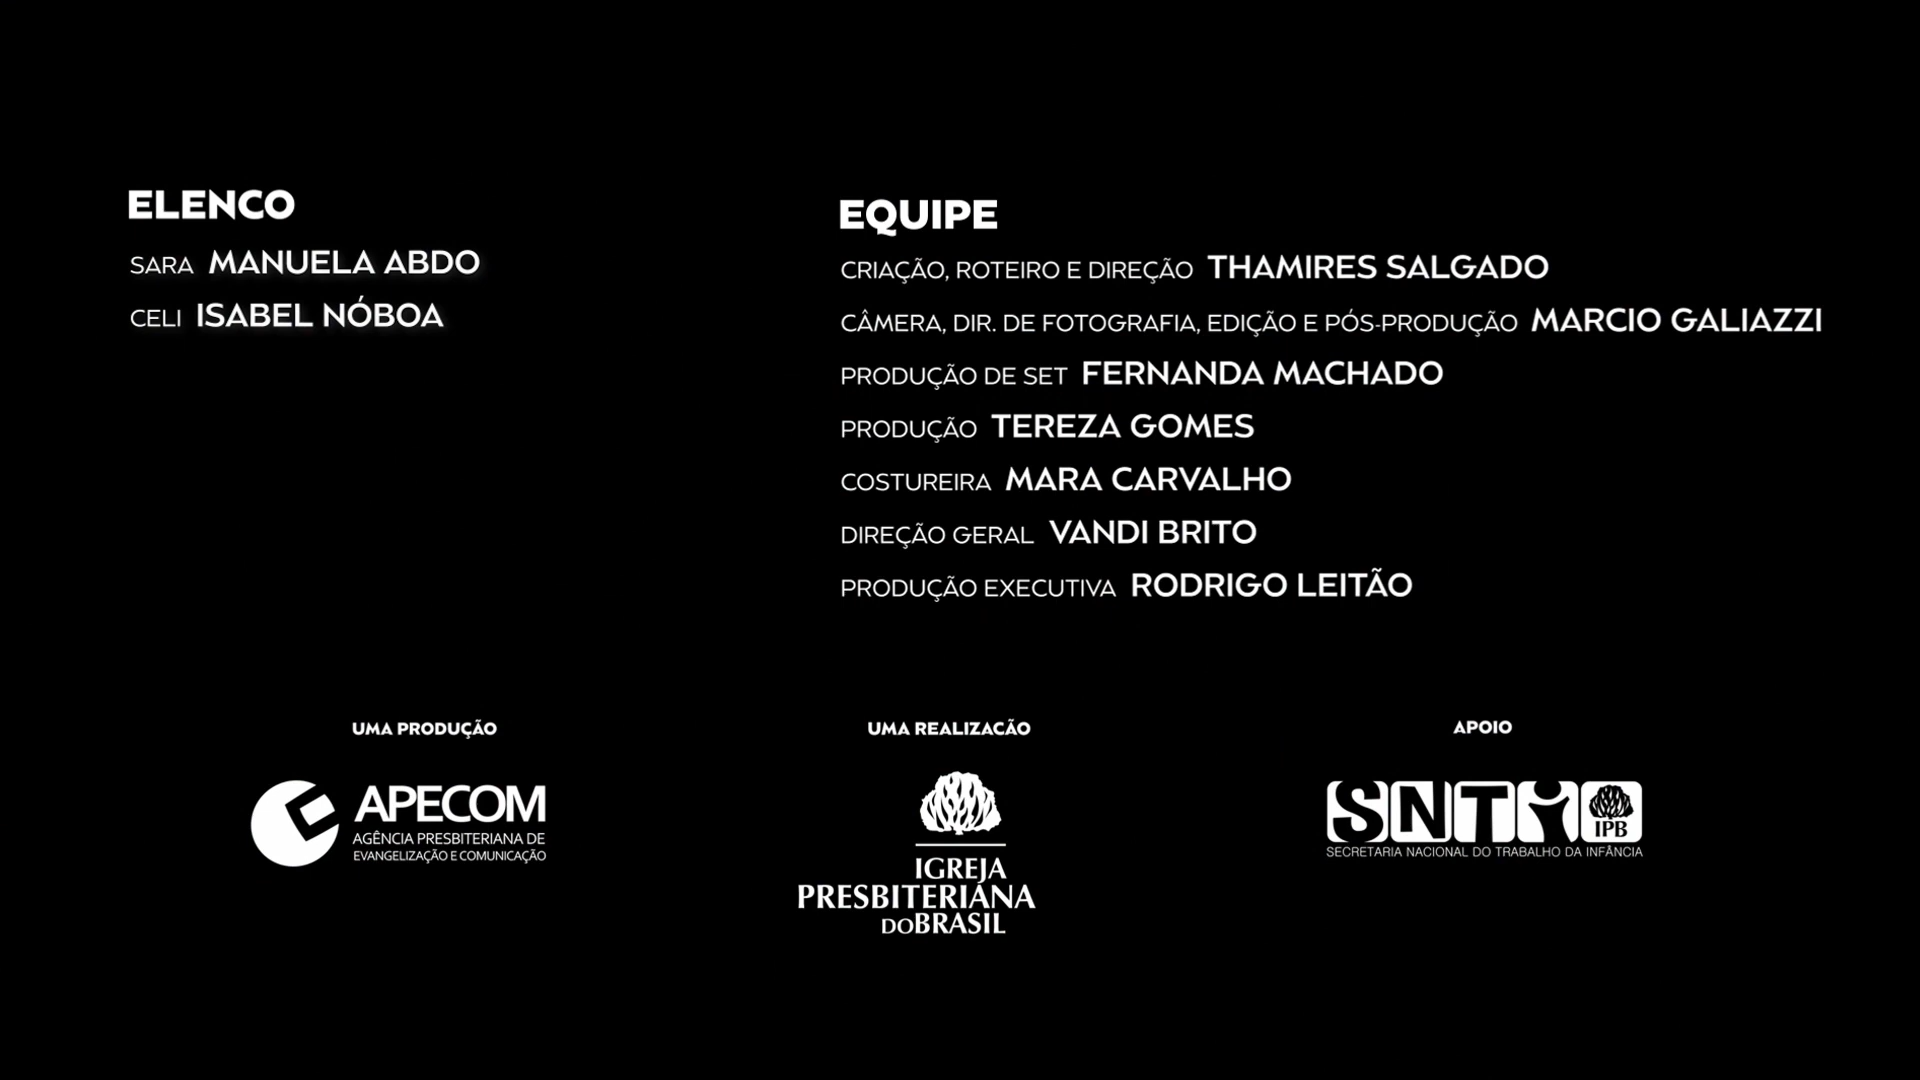 ELENCO
SARA MANUELA ABDO
CELI ISABEL NÓBOA
EQUIPE
CRIAÇÃO, ROTEIRO E DIREÇÃO THAMIRES SALGADO
CÂMERA, DIR. DE FOTOGRAFIA, EDIÇÃO E PÓS-PRODUÇÃO MARCIO GALIAZZI
PRODUÇÃO DE SET FERNANDA MACHADO
PRODUÇÃO TEREZA GOMES
COSTUREIRA MARA CARVALHO
DIREÇÃO GERAL VANDI BRITO
PRODUÇÃO EXECUTIVA RODRIGO LEITÃO
UMA PRODUÇÃO
APECOM
AGÊNCIA PRESBITERIANA DE
EVANGELIZAÇÃO E COMUNICAÇÃO
UMA REALIZACÃO
IGREJA
PRESBITERIANA
DO BRASIL
APOIO
SNTI IPB
SECRETARIA NACIONAL DO TRABALHO DA INFÂNCIA